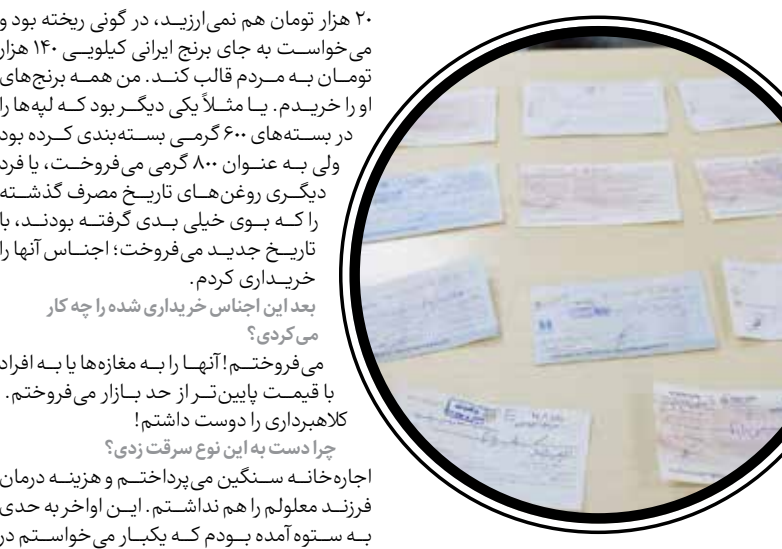 ۲۰ هزار تومان هم نمی‌ارزید، در گونی ریخته بود و
می‌خواست به جای برنج ایرانی کیلویی ۱۴۰ هزار
تومان به مردم قالب کند. من همه برنج‌های
او را خریدم. یا مثلاً یکی دیگر بود که لپه‌ها را
در بسته‌های ۶۰۰ گرمی بسته‌بندی کرده بود
ولی به عنوان ۸۰۰ گرمی می‌فروخت، یا فرد
دیگری روغن‌های تاریخ مصرف گذشته
را که بوی خیلی بدی گرفته بودند، با
تاریخ جدید می‌فروخت؛ اجناس آنها را
خریداری کردم.
بعد این اجناس خریداری شده را چه کار
می‌کردی؟
می‌فروختم! آنها را به مغازه‌ها یا به افراد
با قیمت پایین‌تر از حد بازار می‌فروختم.
کلاهبرداری را دوست داشتم!
چرا دست به این نوع سرقت زدی؟
اجاره‌خانه سنگین می‌پرداختم و هزینه درمان
فرزند معلولم را هم نداشتم. این اواخر به حدی
به ستوه آمده بودم که یکبار می‌خواستم در